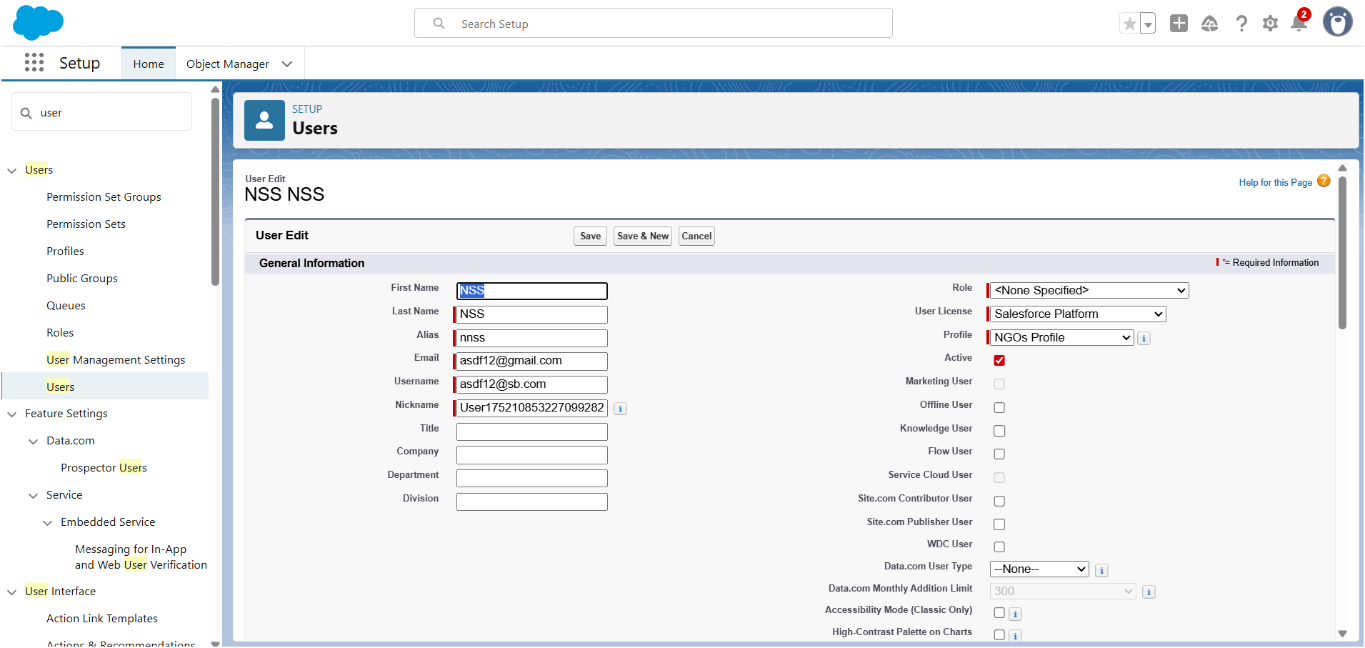 Search Setup
2
Setup
Home
Object Manager
user
Users
Permission Set Groups
Permission Sets
Profiles
Public Groups
Queues
Roles
User Management Settings
Users
Feature Settings
Data.com
Prospector Users
Service
Embedded Service
Messaging for In-App
and Web User Verification
User Interface
Action Link Templates
Actions & Recommendations
SETUP
Users
User Edit
NSS NSS
Help for this Page ?
User Edit
Save
Save & New
Cancel
General Information
= Required Information
First Name NSS
Last Name NSS
Alias nnss
Email asdf12@gmail.com
Username asdf12@sb.com
Nickname User175210853227099282 i
Title
Company
Department
Division
Role <None Specified>
User License Salesforce Platform
Profile NGOs Profile i
Active
Marketing User
Offline User
Knowledge User
Flow User
Service Cloud User
Site.com Contributor User
Site.com Publisher User
WDC User
Data.com User Type --None-- i
Data.com Monthly Addition Limit 300 i
Accessibility Mode (Classic Only) i
High-Contrast Palette on Charts i